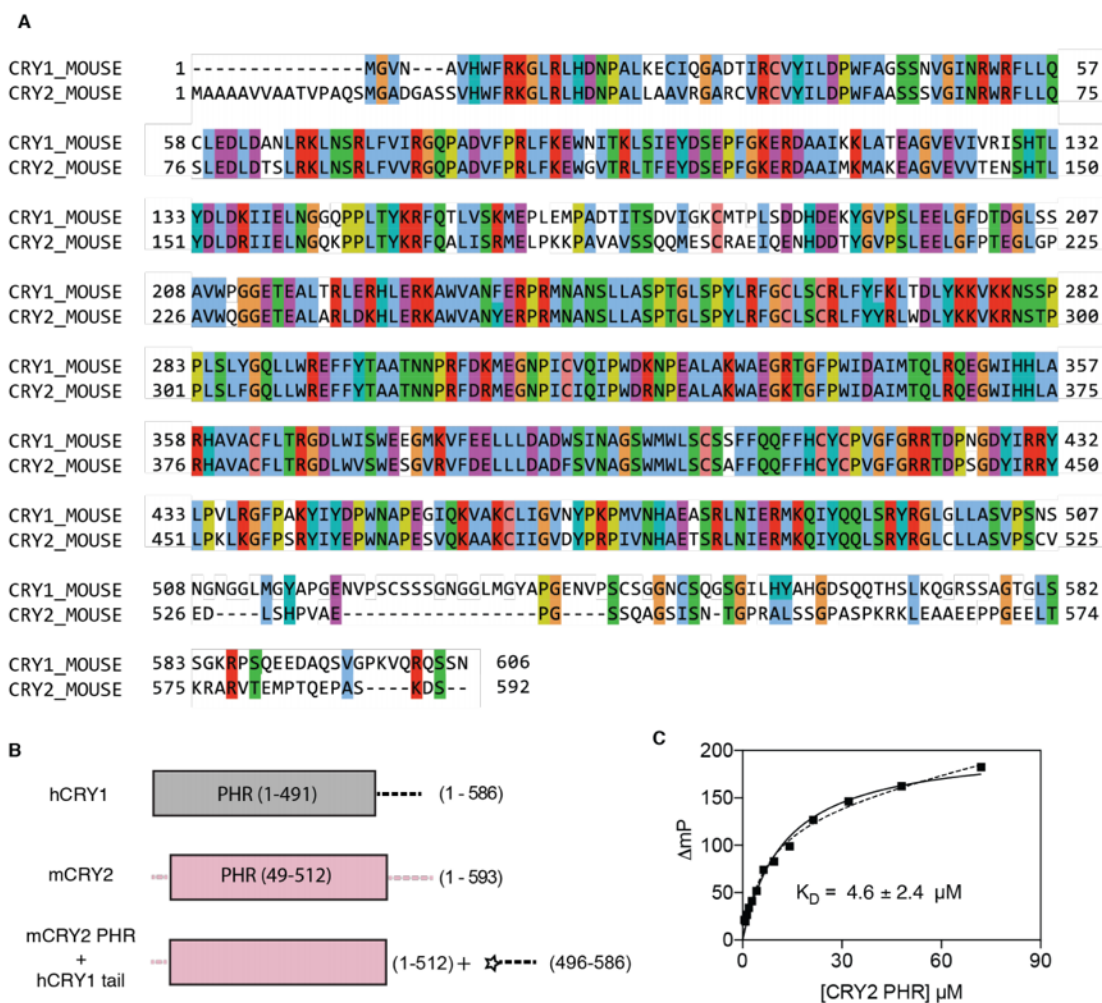 A
CRY1_MOUSE 1 ----------------MGVN---AVHWFRKGLRLHDNPALKECIQGADTIRCVYILDPWFAGSSNVGINRWRFLLQ 57
CRY2_MOUSE 1 MAAAAVVAATVPAQSMGADGASSVHWFRKGLRLHDNPALLAAVRGARCVRCVYILDPWFAASSSVGINRWRFLLQ 75
CRY1_MOUSE 58 CLEDLDANLRKLNSRLFVIRGQPADVFPRLFKEWNITKLSIEYDSEPFGKERDAAIKKLATEAGVEVIVRISHTL 132
CRY2_MOUSE 76 SLEDLDTSLRKLNSRLFVVRGQPADVFPRLFKEWGVTRLTFEYDSEPFGKERDAAIMKMAKEAGVEVVTENSHTL 150
CRY1_MOUSE 133 YDLDKIIELNGGQPPLTYKRFQTLVSKMEPLEMPADTITSDVIGKCMTPLSDDHDEKYGVPSLEELGFDTDGLSS 207
CRY2_MOUSE 151 YDLDRIIELNGQKPPLTYKRFQALISRMELPKKPAVAVSSQQMESCRAEIQENHDDTYGVPSLEELGFPTEGLGP 225
CRY1_MOUSE 208 AVWPGGETEALTRLERHLERKAWVANFERPRMNANSLLASPTGLSPYLRFGCLSCRLFYFKLTDLYKKVKKNSSP 282
CRY2_MOUSE 226 AVWQGGETEALARLDKHLERKAWVANYERPRMNANSLLASPTGLSPYLRFGCLSCRLFYYRLWDLYKKVKRNSTP 300
CRY1_MOUSE 283 PLSLYGQLLWREFFYTAATNNPRFDKMEGNPICVQIPWDKNPEALAKWAEGRTGFPWIDAIMTQLRQEGWIHHLA 357
CRY2_MOUSE 301 PLSLFGQLLWREFFYTAATNNPRFDRMEGNPICIQIPWDRNPEALAKWAEGKTGFPWIDAIMTQLRQEGWIHHLA 375
CRY1_MOUSE 358 RHAVACFLTRGDLWISWEEGMKVFEELLLDADWSINAGSWMWLSCSSFFQQFFHCYCPVGFGRRTDPNGDYIRRY 432
CRY2_MOUSE 376 RHAVACFLTRGDLWVSWESGVRVFDELLLDADFSVNAGSWMWLSCSAFFQQFFHCYCPVGFGRRTDPSGDYIRRY 450
CRY1_MOUSE 433 LPVLRGFPAKYIYDPWNAPEGIQKVAKCLIGVNYPKPMVNHAEASRLNIERMKQIYQQLSRYRGLGLLASVPSNS 507
CRY2_MOUSE 451 LPKLKGFPSRYIYEPWNAPESVQKAAKCIIGVDYPRPIVNHAETSRLNIERMKQIYQQLSRYRGLCLLASVPSCV 525
CRY1_MOUSE 508 NGNGGLMGYAPGENVPSCSSSGNGGLMGYAPGENVPSCSGGNCSQGSGILHYAHGDSQQTHSLKQGRSSAGTGLS 582
CRY2_MOUSE 526 ED----LSHPVAE----------------PG----SSQAGSISN-TGPRALSSGPASPKRKLEAAEEPPGEELT 574
CRY1_MOUSE 583 SGKRPSQEEDAQSVGPKVQRQSSN 606
CRY2_MOUSE 575 KRARVTEMPTQEPAS----KDS-- 592
B
hCRY1 PHR (1-491) (1 - 586)
mCRY2 PHR (49-512) (1 - 593)
mCRY2 PHR
+
hCRY1 tail
(1-512) + (496-586)
C
200
150
100
50
0
ΔmP
K_D = 4.6 ± 2.4 μM
0 30 60 90
[CRY2 PHR] μM